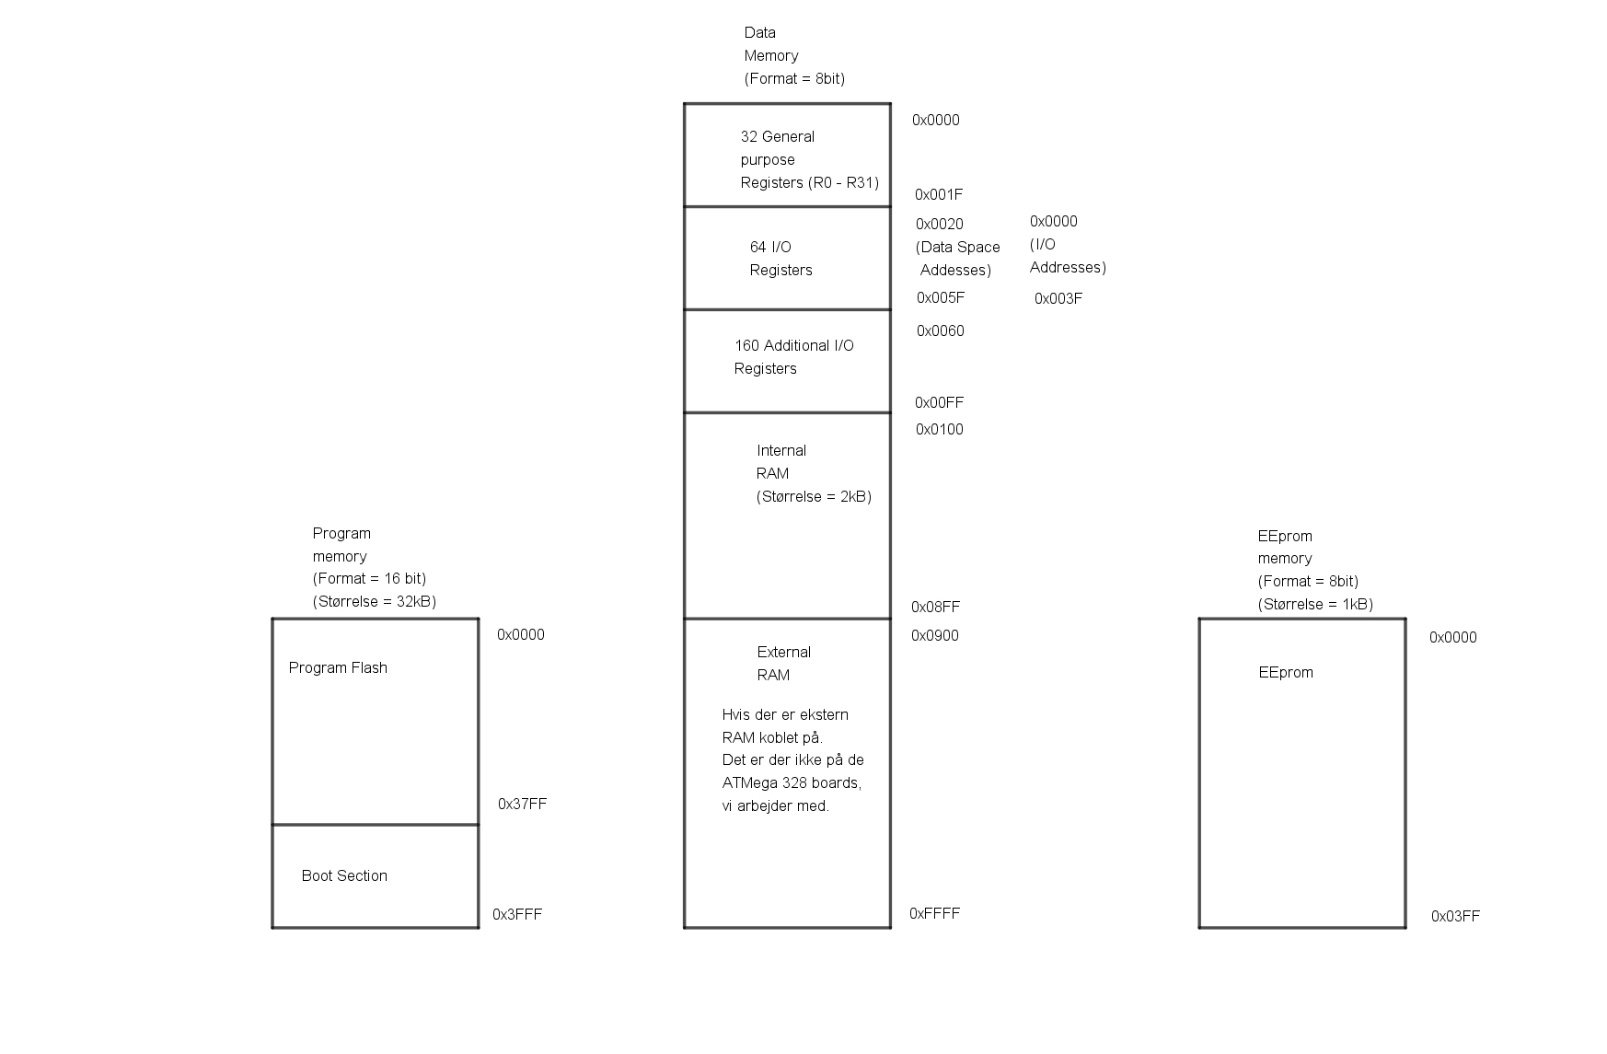 Data
Memory
(Format = 8bit)
0x0000
32 General
purpose
Registers (R0 - R31)
0x001F
64 I/O
Registers
0x0020
(Data Space
Addesses)
0x005F
0x0000
(I/O
Addresses)
0x003F
160 Additional I/O
Registers
0x0060
0x00FF
0x0100
Internal
RAM
(Størrelse = 2kB)
0x08FF
0x0900
External
RAM
Hvis der er ekstern
RAM koblet på.
Det er der ikke på de
ATMega 328 boards,
vi arbejder med.
0xFFFF
Program
memory
(Format = 16 bit)
(Størrelse = 32kB)
0x0000
Program Flash
0x37FF
Boot Section
0x3FFF
EEprom
memory
(Format = 8bit)
(Størrelse = 1kB)
0x0000
EEprom
0x03FF